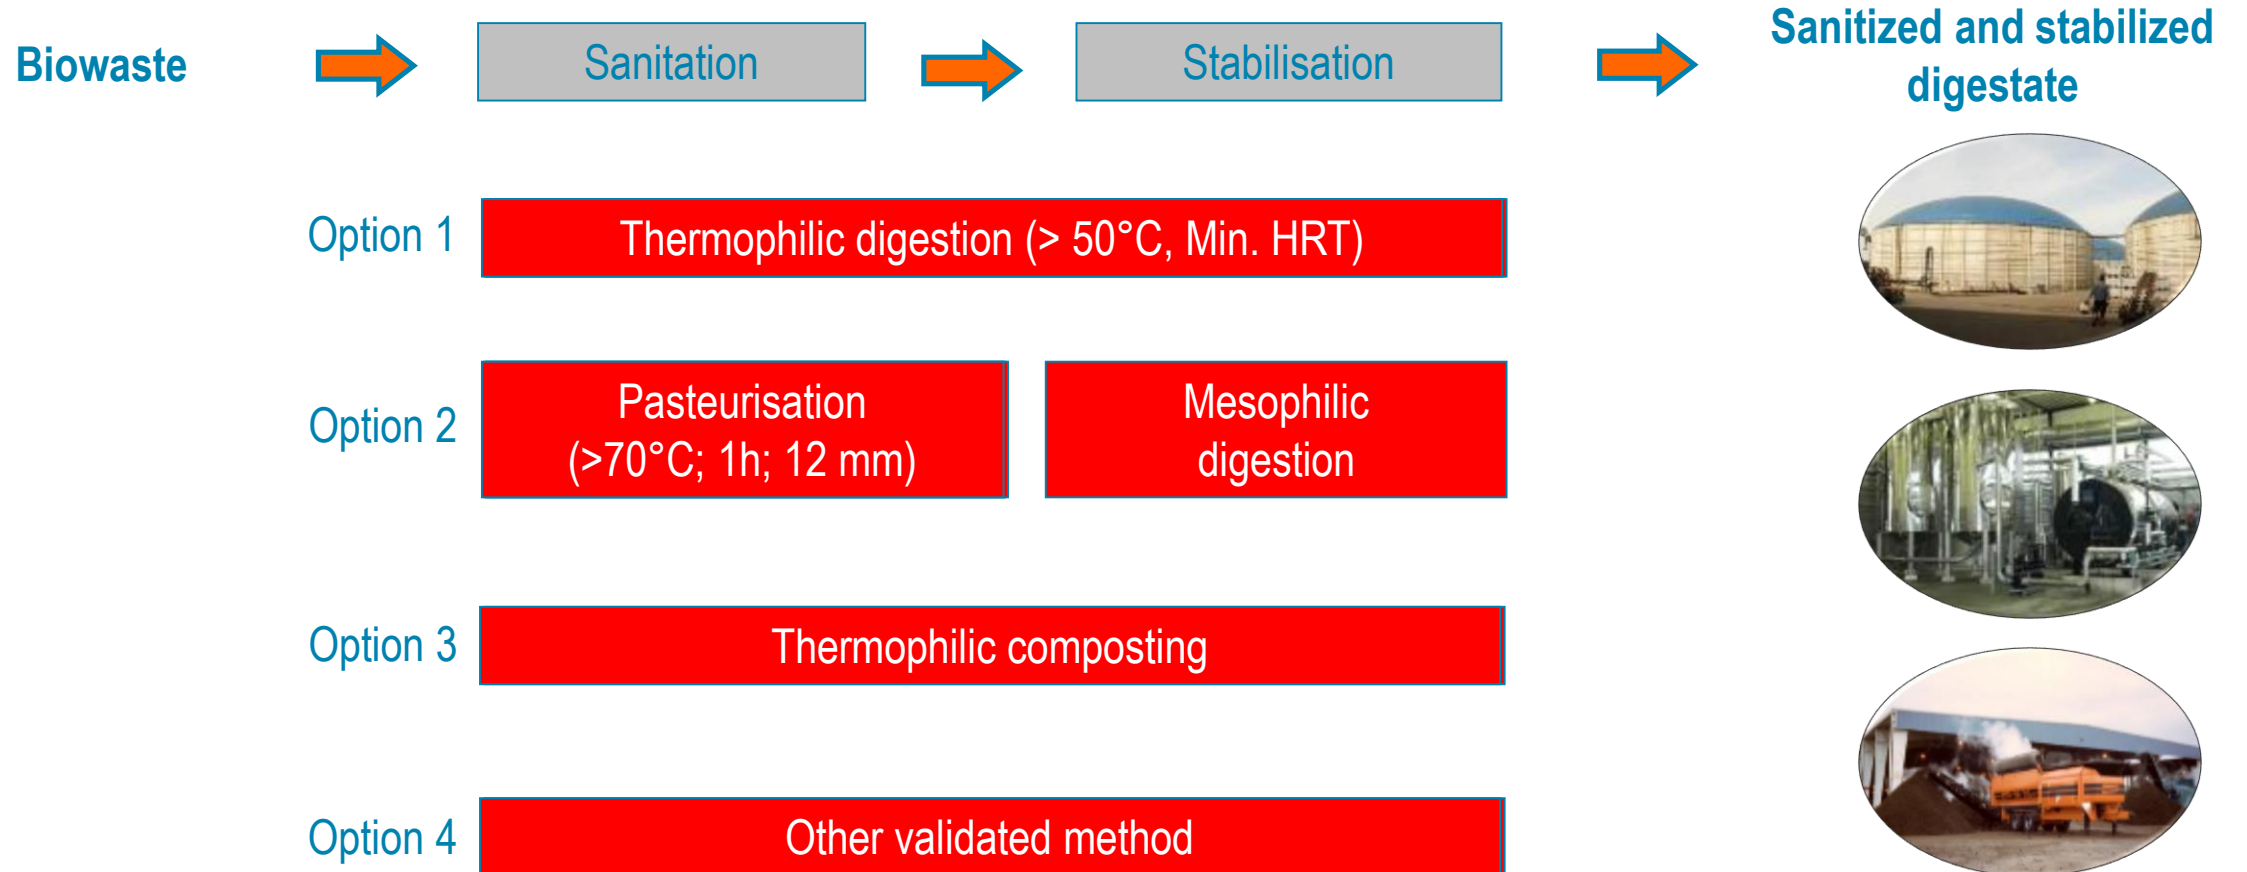 Biowaste
Sanitation
Stabilisation
Sanitized and stabilized
digestate
Option 1
Thermophilic digestion (> 50°C, Min. HRT)
Option 2
Pasteurisation
(>70°C; 1h; 12 mm)
Mesophilic
digestion
Option 3
Thermophilic composting
Option 4
Other validated method